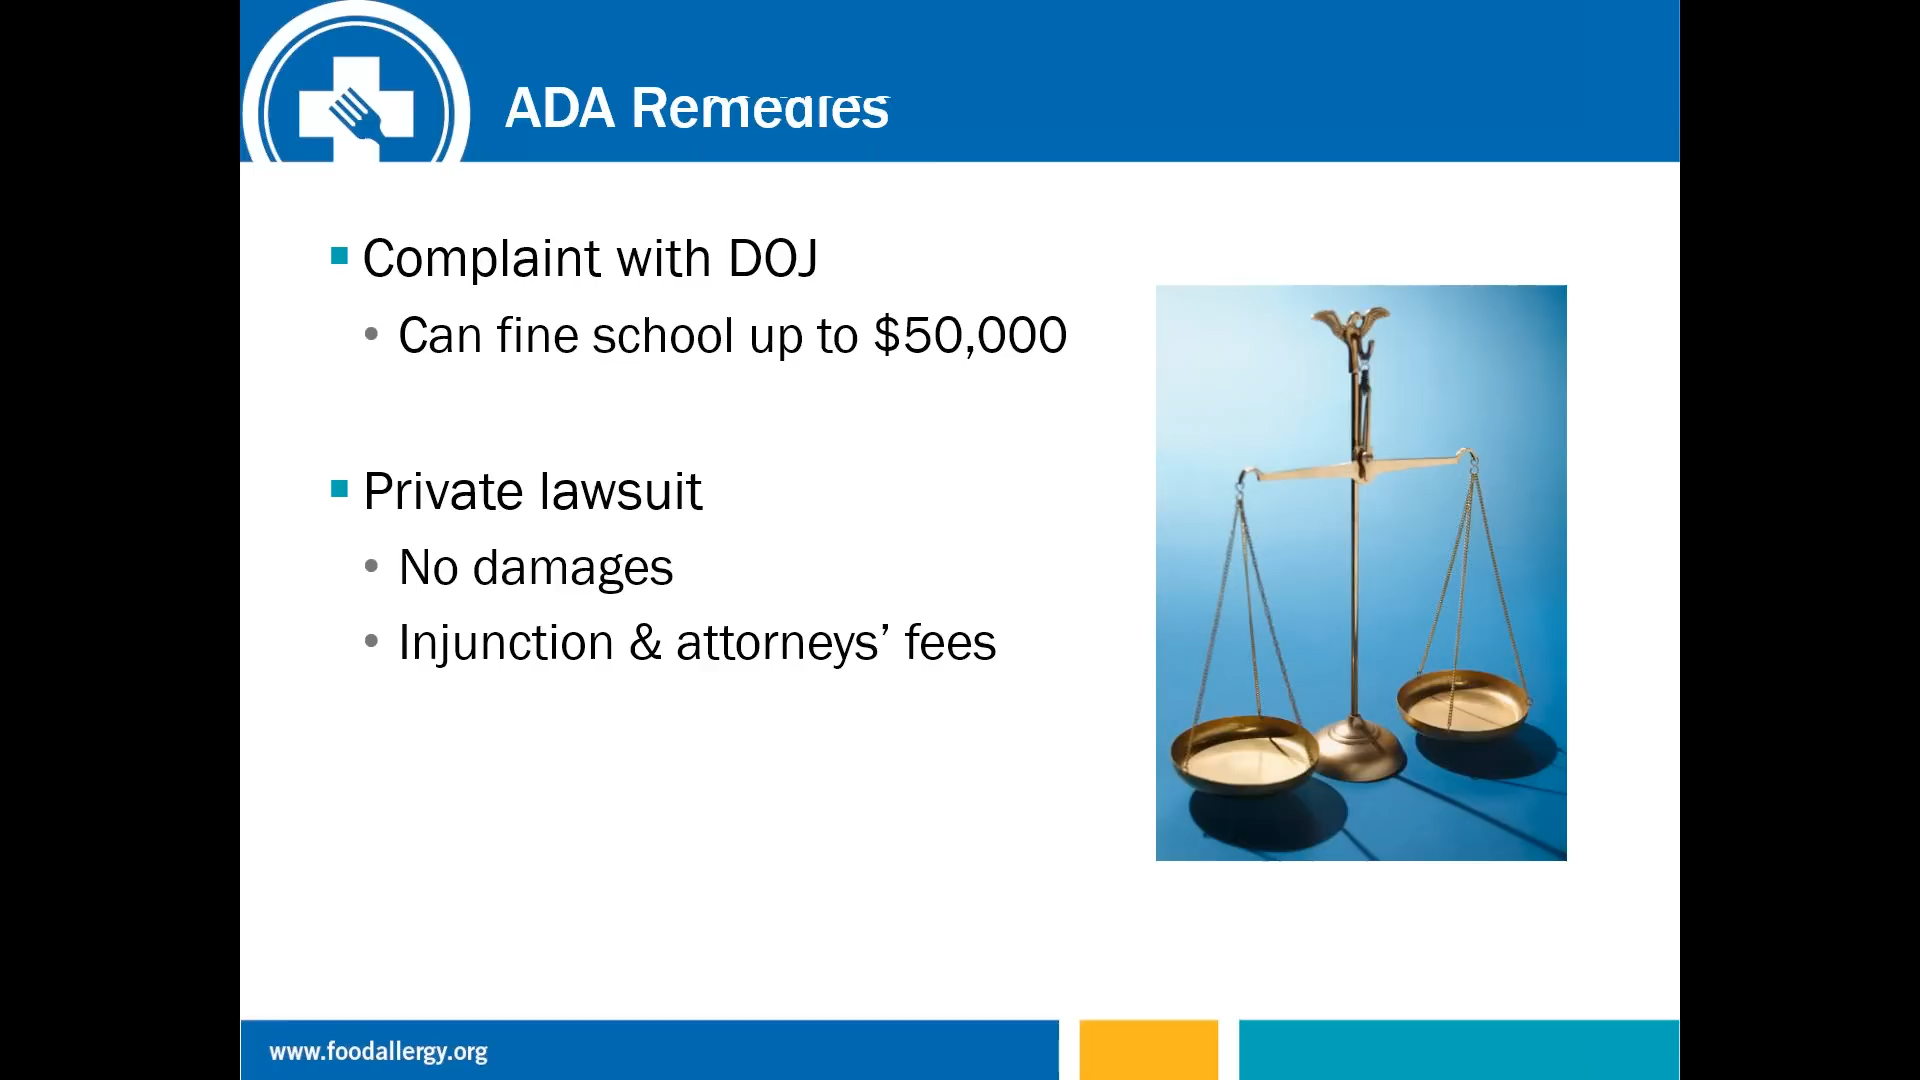 ADA Remedies
Complaint with DOJ
Can fine school up to $50,000
Private lawsuit
No damages
Injunction & attorneys’ fees
www.foodallergy.org